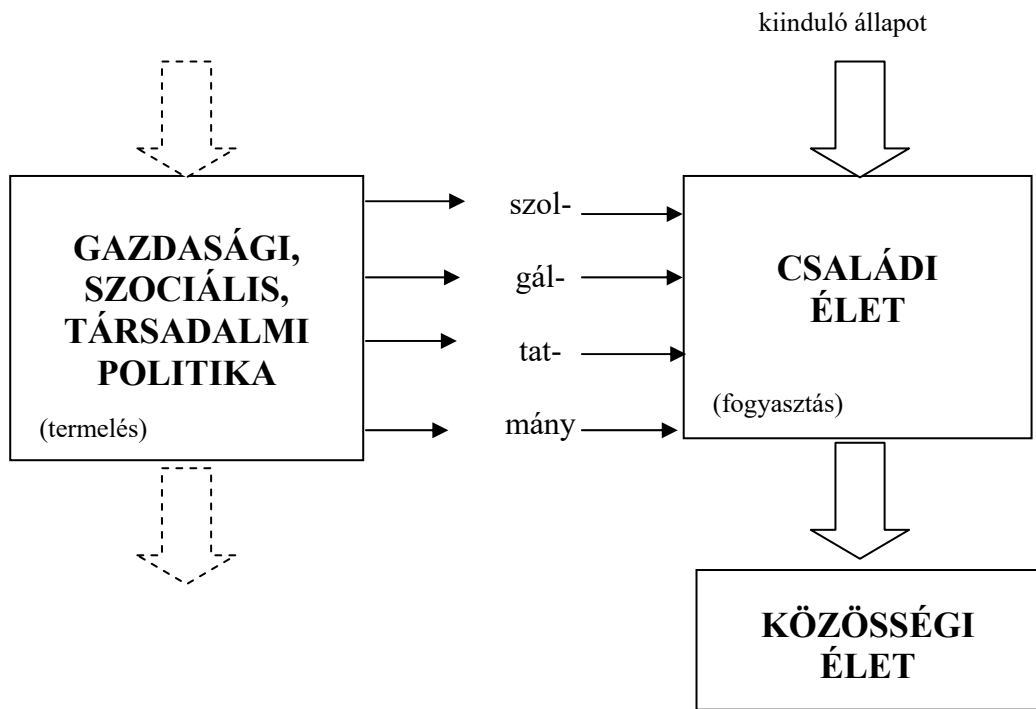 kiinduló állapot
GAZDASÁGI,
SZOCIÁLIS,
TÁRSADALMI
POLITIKA
(termelés)
szol-
gál-
tat-
mány
CSALÁDI
ÉLET
(fogyasztás)
KÖZÖSSÉGI
ÉLET